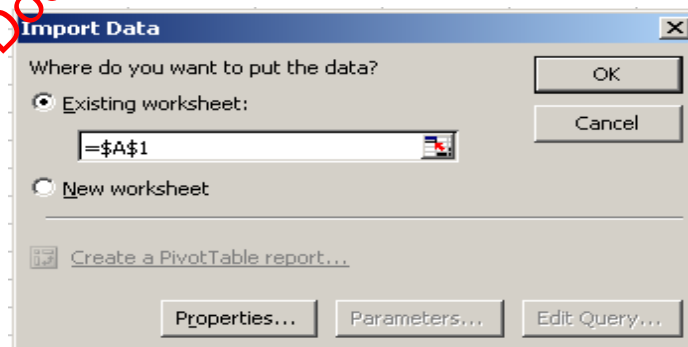 Import Data
Where do you want to put the data?
OK
Existing worksheet:
Cancel
=$A$1
New worksheet
Create a PivotTable report...
Properties...
Parameters...
Edit Query...